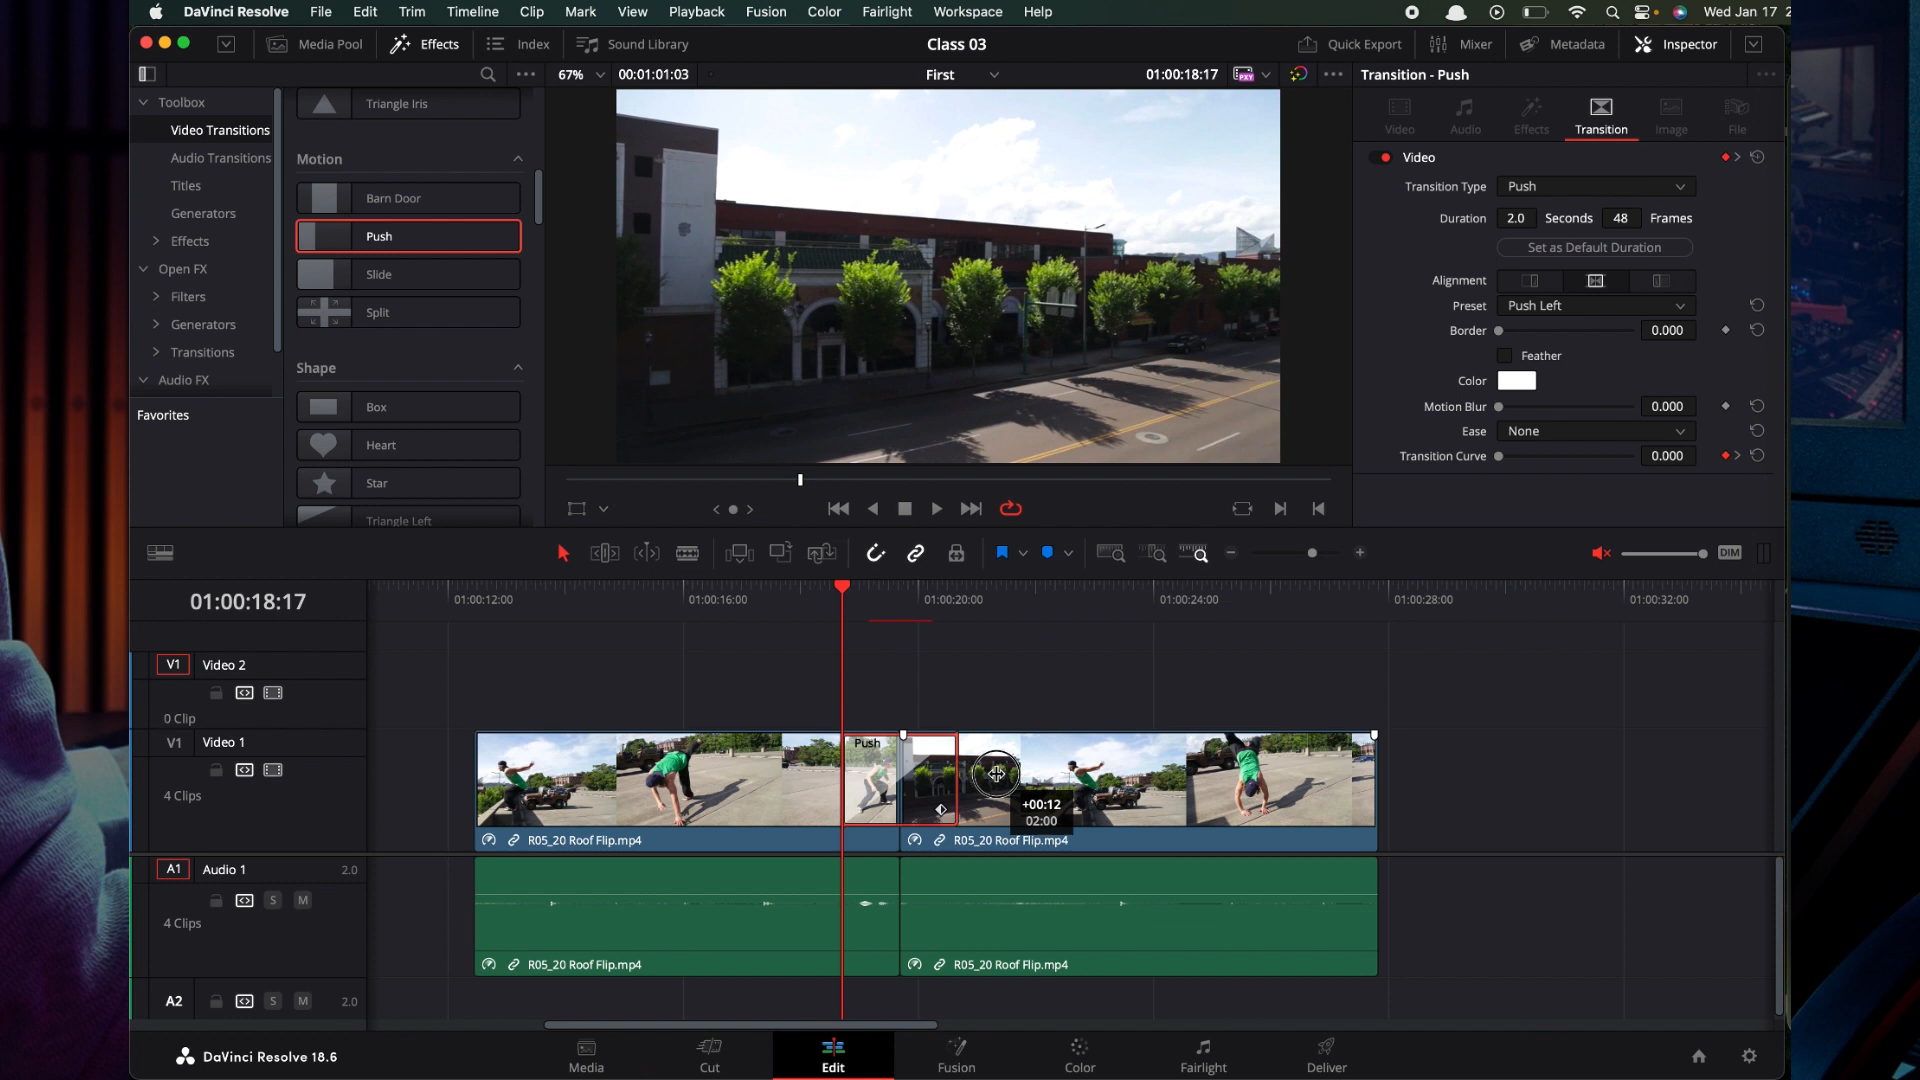 DaVinci Resolve File Edit Trim Timeline Clip Mark View Playback Fusion Color Fairlight Workspace Help Wed Jan 17 2
Media Pool Effects Index Sound Library Class 03 Quick Export Mixer Metadata Inspector
67% 00:01:01:03 First 01:00:18:17 PXY Transition - Push
Toolbox
Video Transitions
Audio Transitions
Titles
Generators
Effects
Open FX
Filters
Generators
Transitions
Audio FX
Favorites
Triangle Iris
Motion
Barn Door
Push
Slide
Split
Shape
Box
Heart
Star
Triangle Left
Video Audio Effects Transition Image File
Video
Transition Type Push
Duration 2.0 Seconds 48 Frames
Set as Default Duration
Alignment
Preset Push Left
Border 0.000
Feather
Color
Motion Blur 0.000
Ease None
Transition Curve 0.000
DIM
01:00:18:17
01:00:12:00 01:00:16:00 01:00:20:00 01:00:24:00 01:00:28:00 01:00:32:00
V1 Video 2
0 Clip
V1 Video 1
4 Clips
Push
+00:12
02:00
R05_20 Roof Flip.mp4 R05_20 Roof Flip.mp4
A1 Audio 1 2.0
S M
4 Clips
R05_20 Roof Flip.mp4 R05_20 Roof Flip.mp4
A2 S M 2.0
DaVinci Resolve 18.6
Media Cut Edit Fusion Color Fairlight Deliver